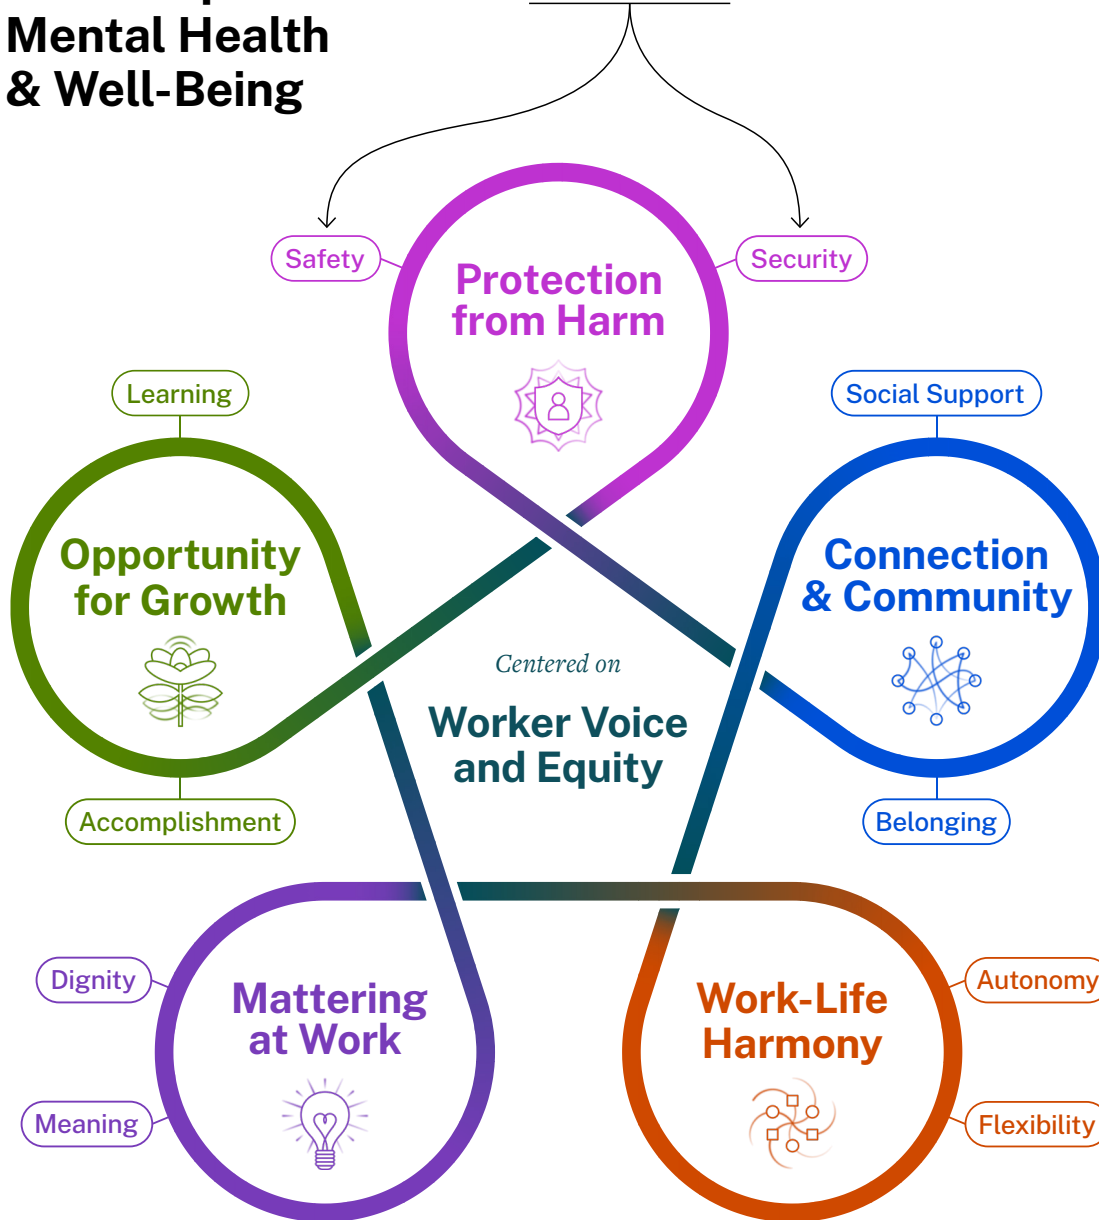 Mental Health
& Well-Being
Safety
Security
Protection
from Harm
Learning
Social Support
Opportunity
for Growth
Connection
& Community
Centered on
Worker Voice
and Equity
Accomplishment
Belonging
Dignity
Autonomy
Mattering
at Work
Work-Life
Harmony
Meaning
Flexibility